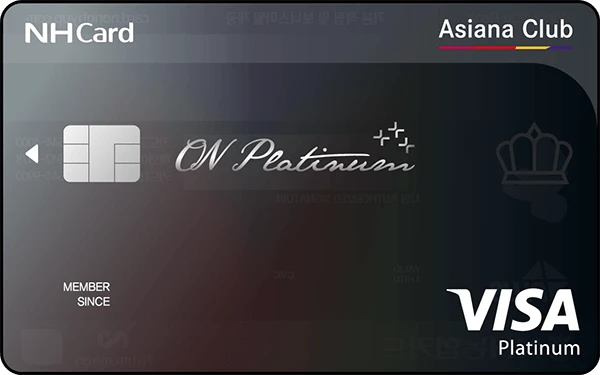 NHCard
Asiana Club
ON Platinum
MEMBER
SINCE
VISA
Platinum